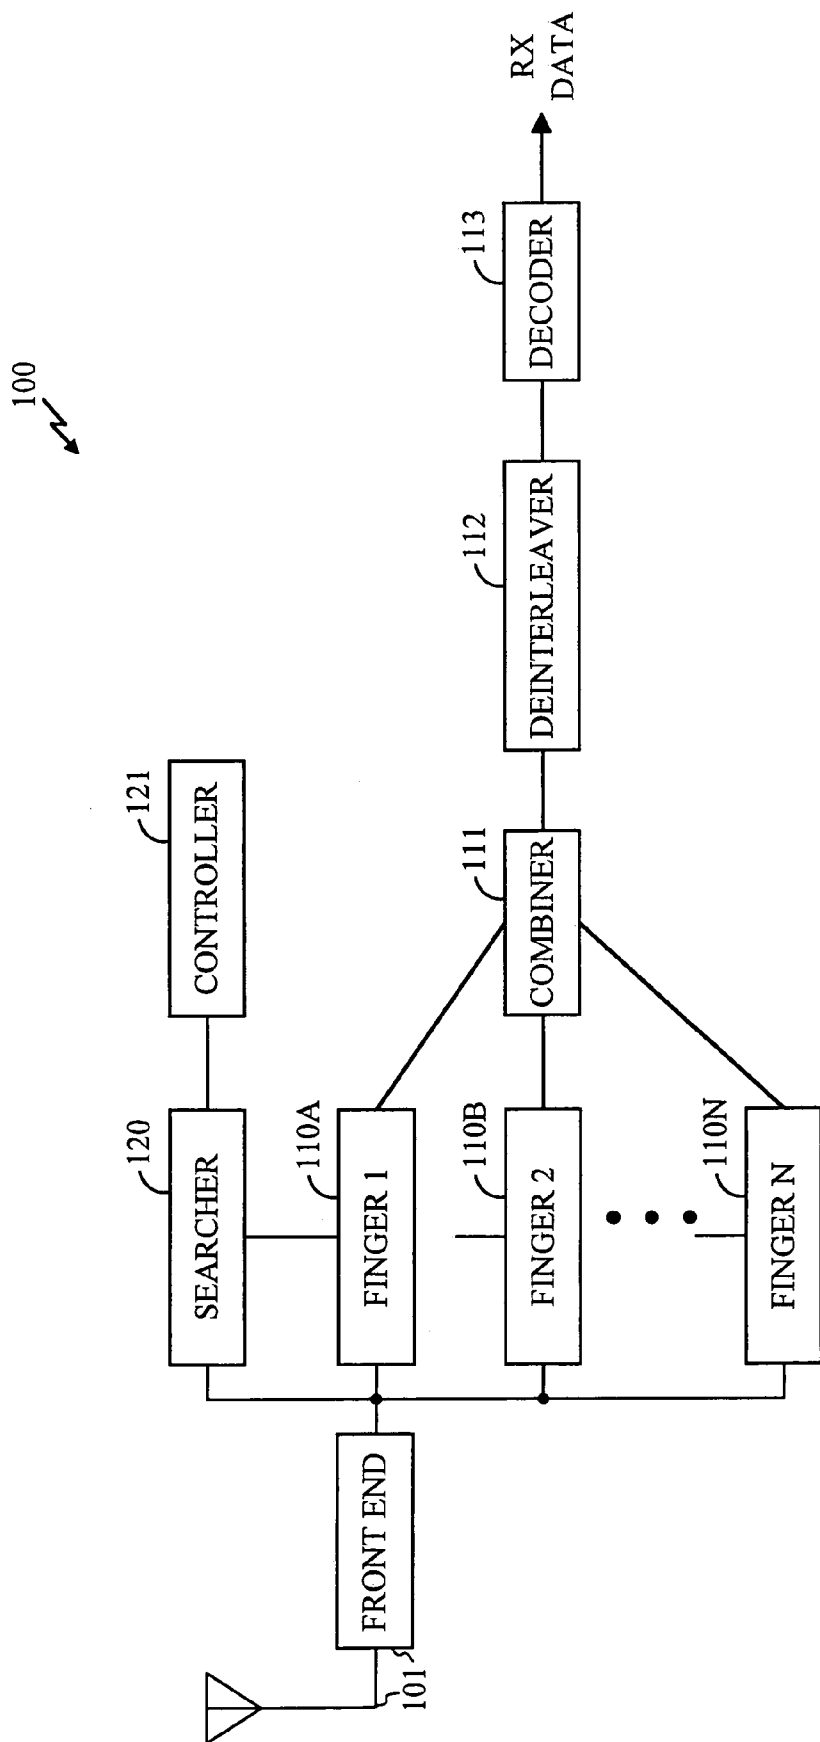 100
120
SEARCHER
121
CONTROLLER
101
FRONT END
110A
FINGER 1
110B
FINGER 2
110N
FINGER N
111
COMBINER
112
DEINTERLEAVER
113
DECODER
RX
DATA